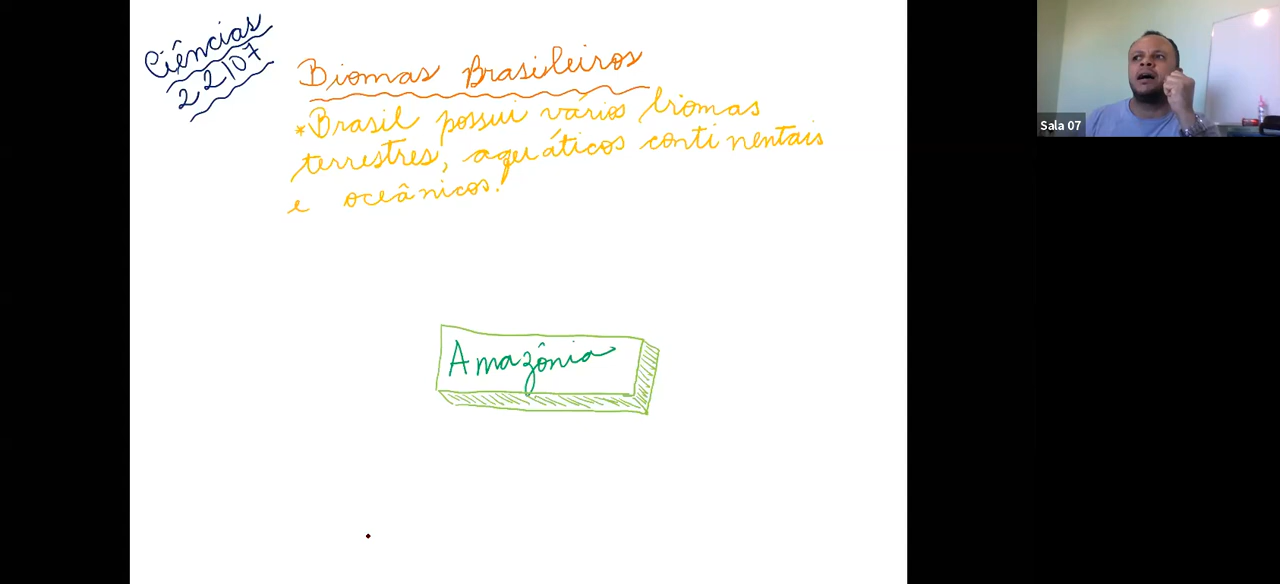 Ciências
22/07
Biomas Brasileiros
*Brasil possui vários biomas
terrestres, aquáticos continentais
e oceânicos.
Amazônia
Sala 07